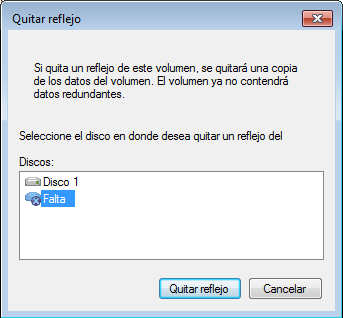 Quitar reflejo
Si quita un reflejo de este volumen, se quitará una copia
de los datos del volumen. El volumen ya no contendrá
datos redundantes.
Seleccione el disco en donde desea quitar un reflejo del
Discos:
Disco 1
Falta
Quitar reflejo
Cancelar